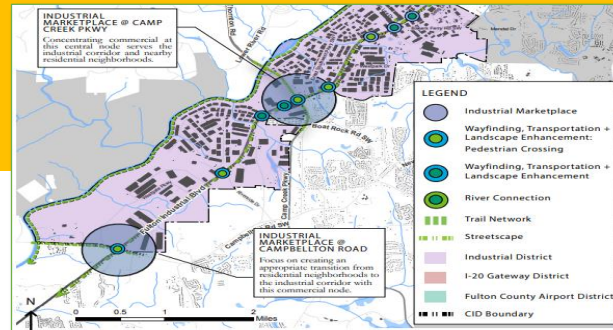 INDUSTRIAL
MARKETPLACE @ CAMP
CREEK PKWY
Concentrating commercial at
this central node serves the
industrial corridor and nearby
residential neighborhoods.
Thornton Rd
Boat Rock Rd SW
Camp Creek Pkwy
Fulton Industrial Blvd
INDUSTRIAL
MARKETPLACE @
CAMPBELLTON ROAD
Focus on creating an
appropriate transition from
residential neighborhoods to
the industrial corridor with
this commercial node.
N
0 0.5 1 2
Miles
LEGEND
Industrial Marketplace
Wayfinding, Transportation +
Landscape Enhancement:
Pedestrian Crossing
Wayfinding, Transportation +
Landscape Enhancement
River Connection
Trail Network
Streetscape
Industrial District
I-20 Gateway District
Fulton County Airport District
CID Boundary